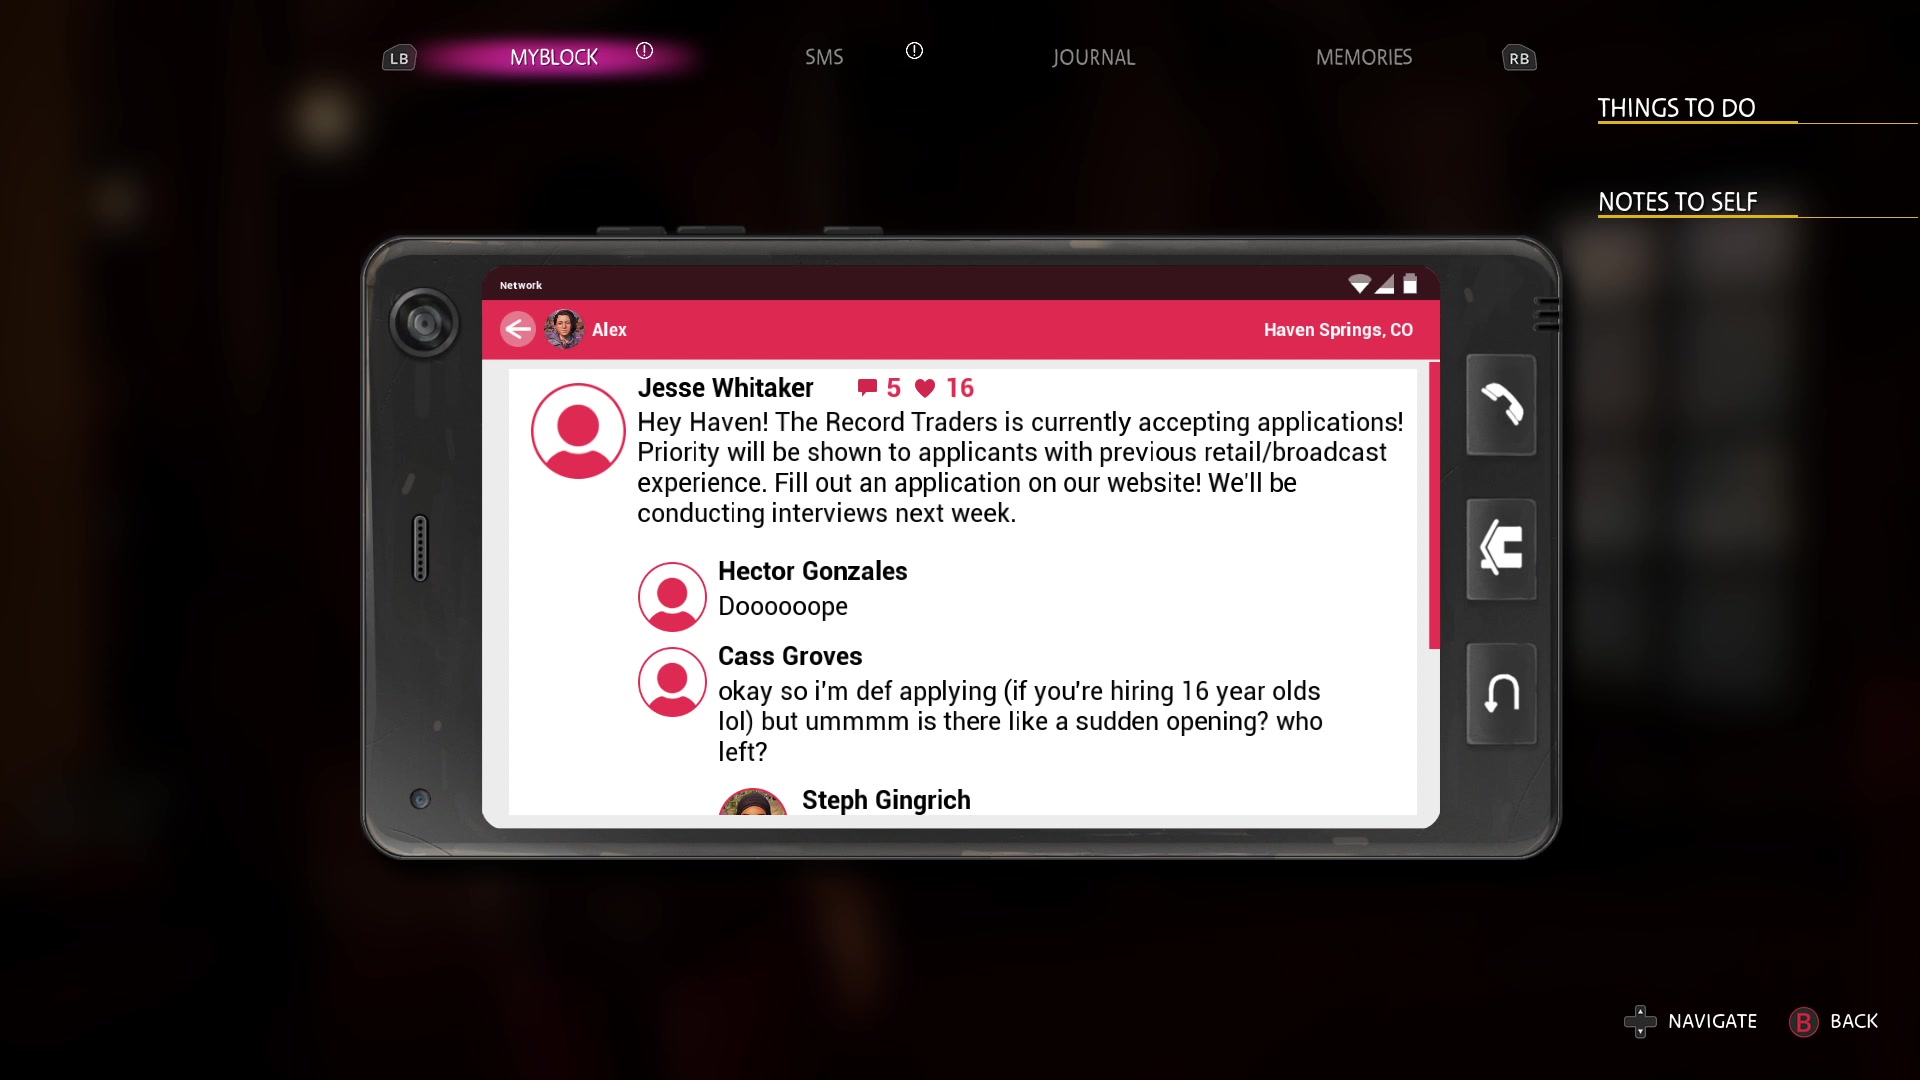 LB MYBLOCK ! SMS ! JOURNAL MEMORIES RB
THINGS TO DO
NOTES TO SELF
Network
Alex Haven Springs, CO
Jesse Whitaker 5 16
Hey Haven! The Record Traders is currently accepting applications!
Priority will be shown to applicants with previous retail/broadcast
experience. Fill out an application on our website! We'll be
conducting interviews next week.
Hector Gonzales
Doooooope
Cass Groves
okay so i'm def applying (if you're hiring 16 year olds
lol) but ummmm is there like a sudden opening? who
left?
Steph Gingrich
NAVIGATE B BACK